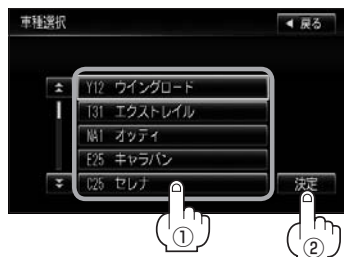 車種選択
◀ 戻る
Y12 ウイングロード
T31 エクストレイル
NA1 オッティ
E25 キャラバン
C25 セレナ
決定
①
②